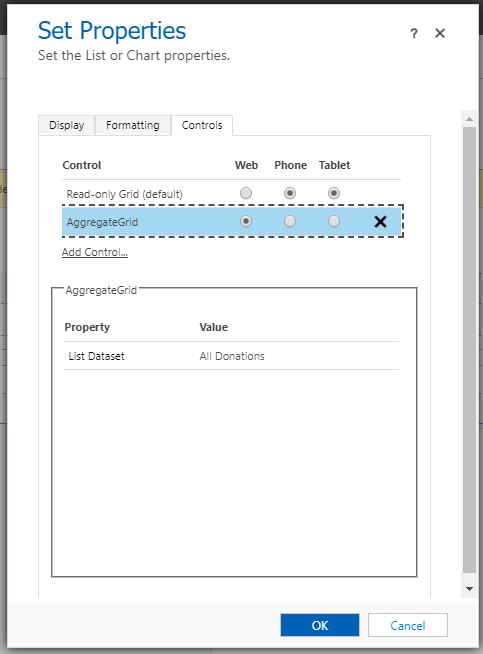 Set Properties
?
Set the List or Chart properties.
Display Formatting Controls
Control Web Phone Tablet
Read-only Grid (default)
AggregateGrid
Add Control...
AggregateGrid
Property Value
List Dataset All Donations
OK Cancel